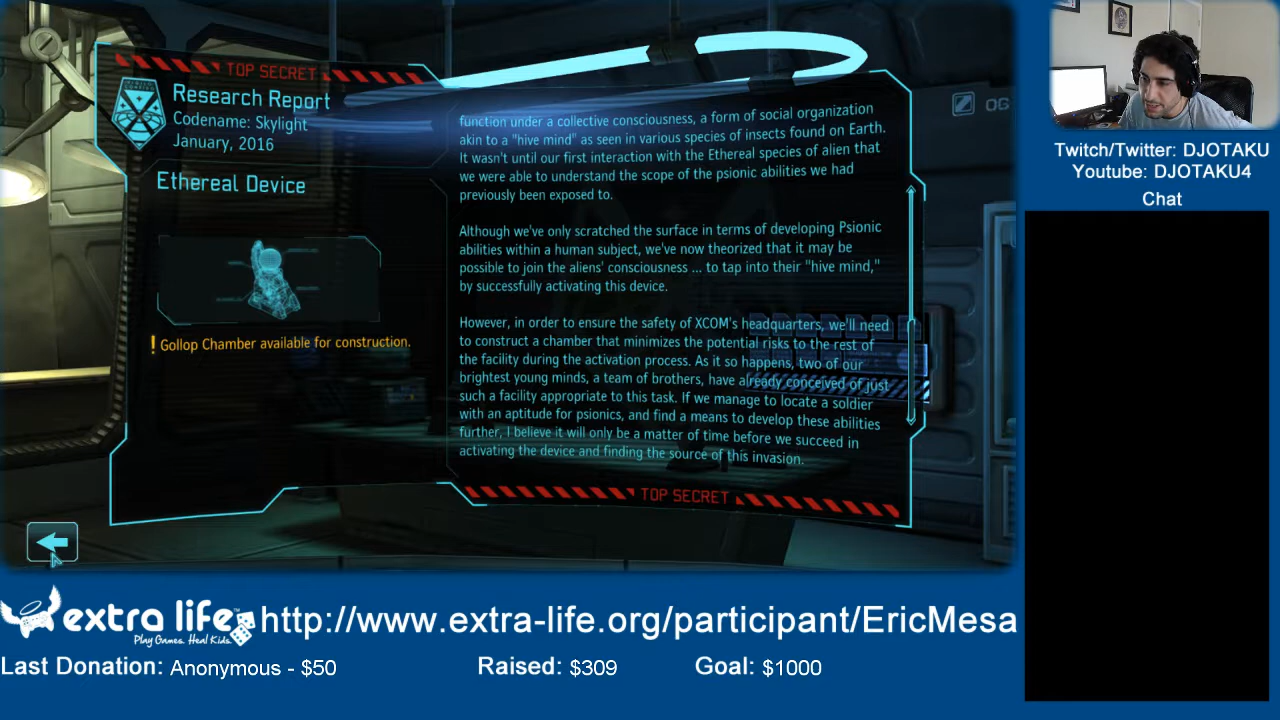 TOP SECRET
Research Report
Codename: Skylight
January, 2016
Ethereal Device
! Gollop Chamber available for construction.
function under a collective consciousness, a form of social organization
akin to a "hive mind" as seen in various species of insects found on Earth.
It wasn't until our first interaction with the Ethereal species of alien that
we were able to understand the scope of the psionic abilities we had
previously been exposed to.
Although we've only scratched the surface in terms of developing Psionic
abilities within a human subject, we've now theorized that it may be
possible to join the aliens' consciousness ... to tap into their "hive mind,"
by successfully activating this device.
However, in order to ensure the safety of XCOM's headquarters, we'll need
to construct a chamber that minimizes the potential risks to the rest of
the facility during the activation process. As it so happens, two of our
brightest young minds, a team of brothers, have already conceived of just
such a facility appropriate to this task. If we manage to locate a soldier
with an aptitude for psionics, and find a means to develop these abilities
further, I believe it will only be a matter of time before we succeed in
activating the device and finding the source of this invasion.
TOP SECRET
OG
Twitch/Twitter: DJOTAKU
Youtube: DJOTAKU4
Chat
extra life
Play Games. Heal Kids.
http://www.extra-life.org/participant/EricMesa
Last Donation: Anonymous - $50
Raised: $309
Goal: $1000